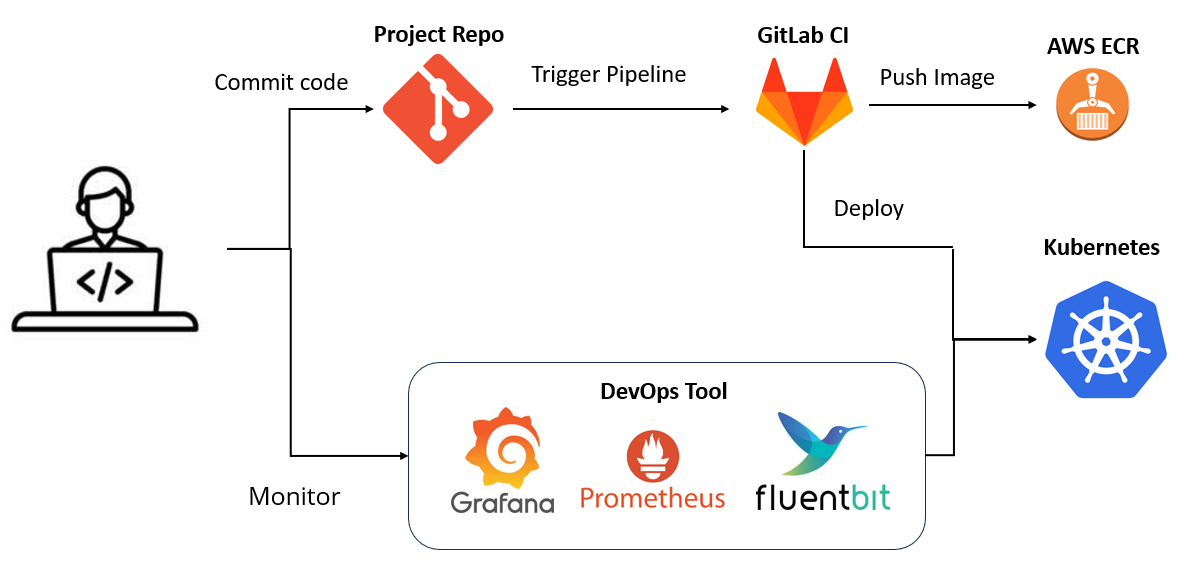 Project Repo
GitLab CI
AWS ECR
Commit code
Trigger Pipeline
Push Image
Deploy
Kubernetes
</>
DevOps Tool
Grafana
Prometheus
fluentbit
Monitor